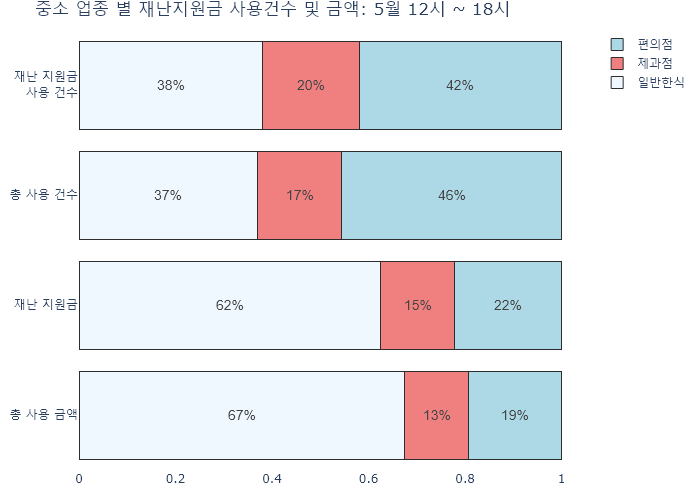 중소 업종 별 재난지원금 사용건수 및 금액: 5월 12시 ~ 18시
편의점
제과점
일반한식
재난 지원금
사용 건수
38%
20%
42%
총 사용 건수
37%
17%
46%
재난 지원금
62%
15%
22%
총 사용 금액
67%
13%
19%
0
0.2
0.4
0.6
0.8
1